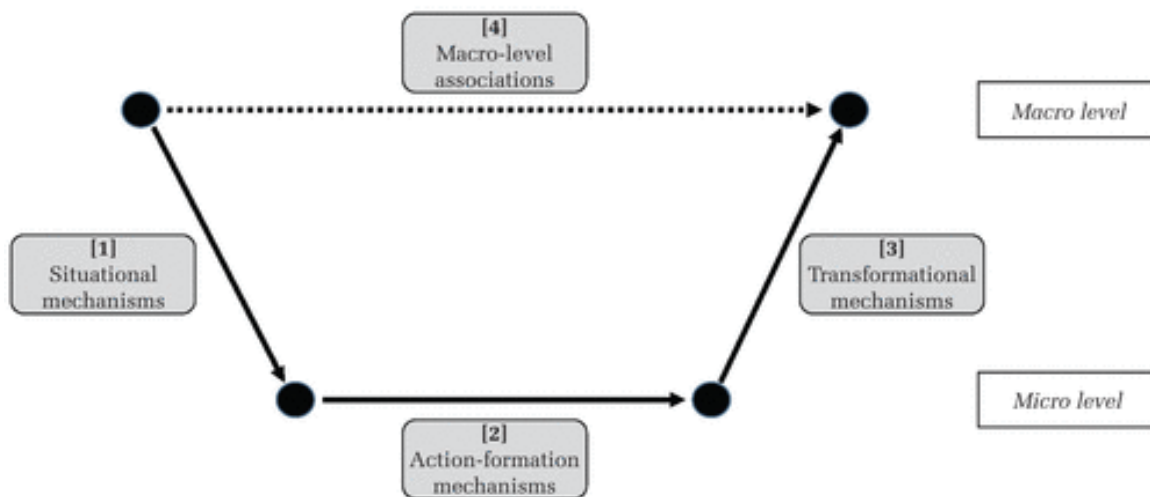 [4]
Macro-level
associations
Macro level
[1]
Situational
mechanisms
[3]
Transformational
mechanisms
Micro level
[2]
Action-formation
mechanisms